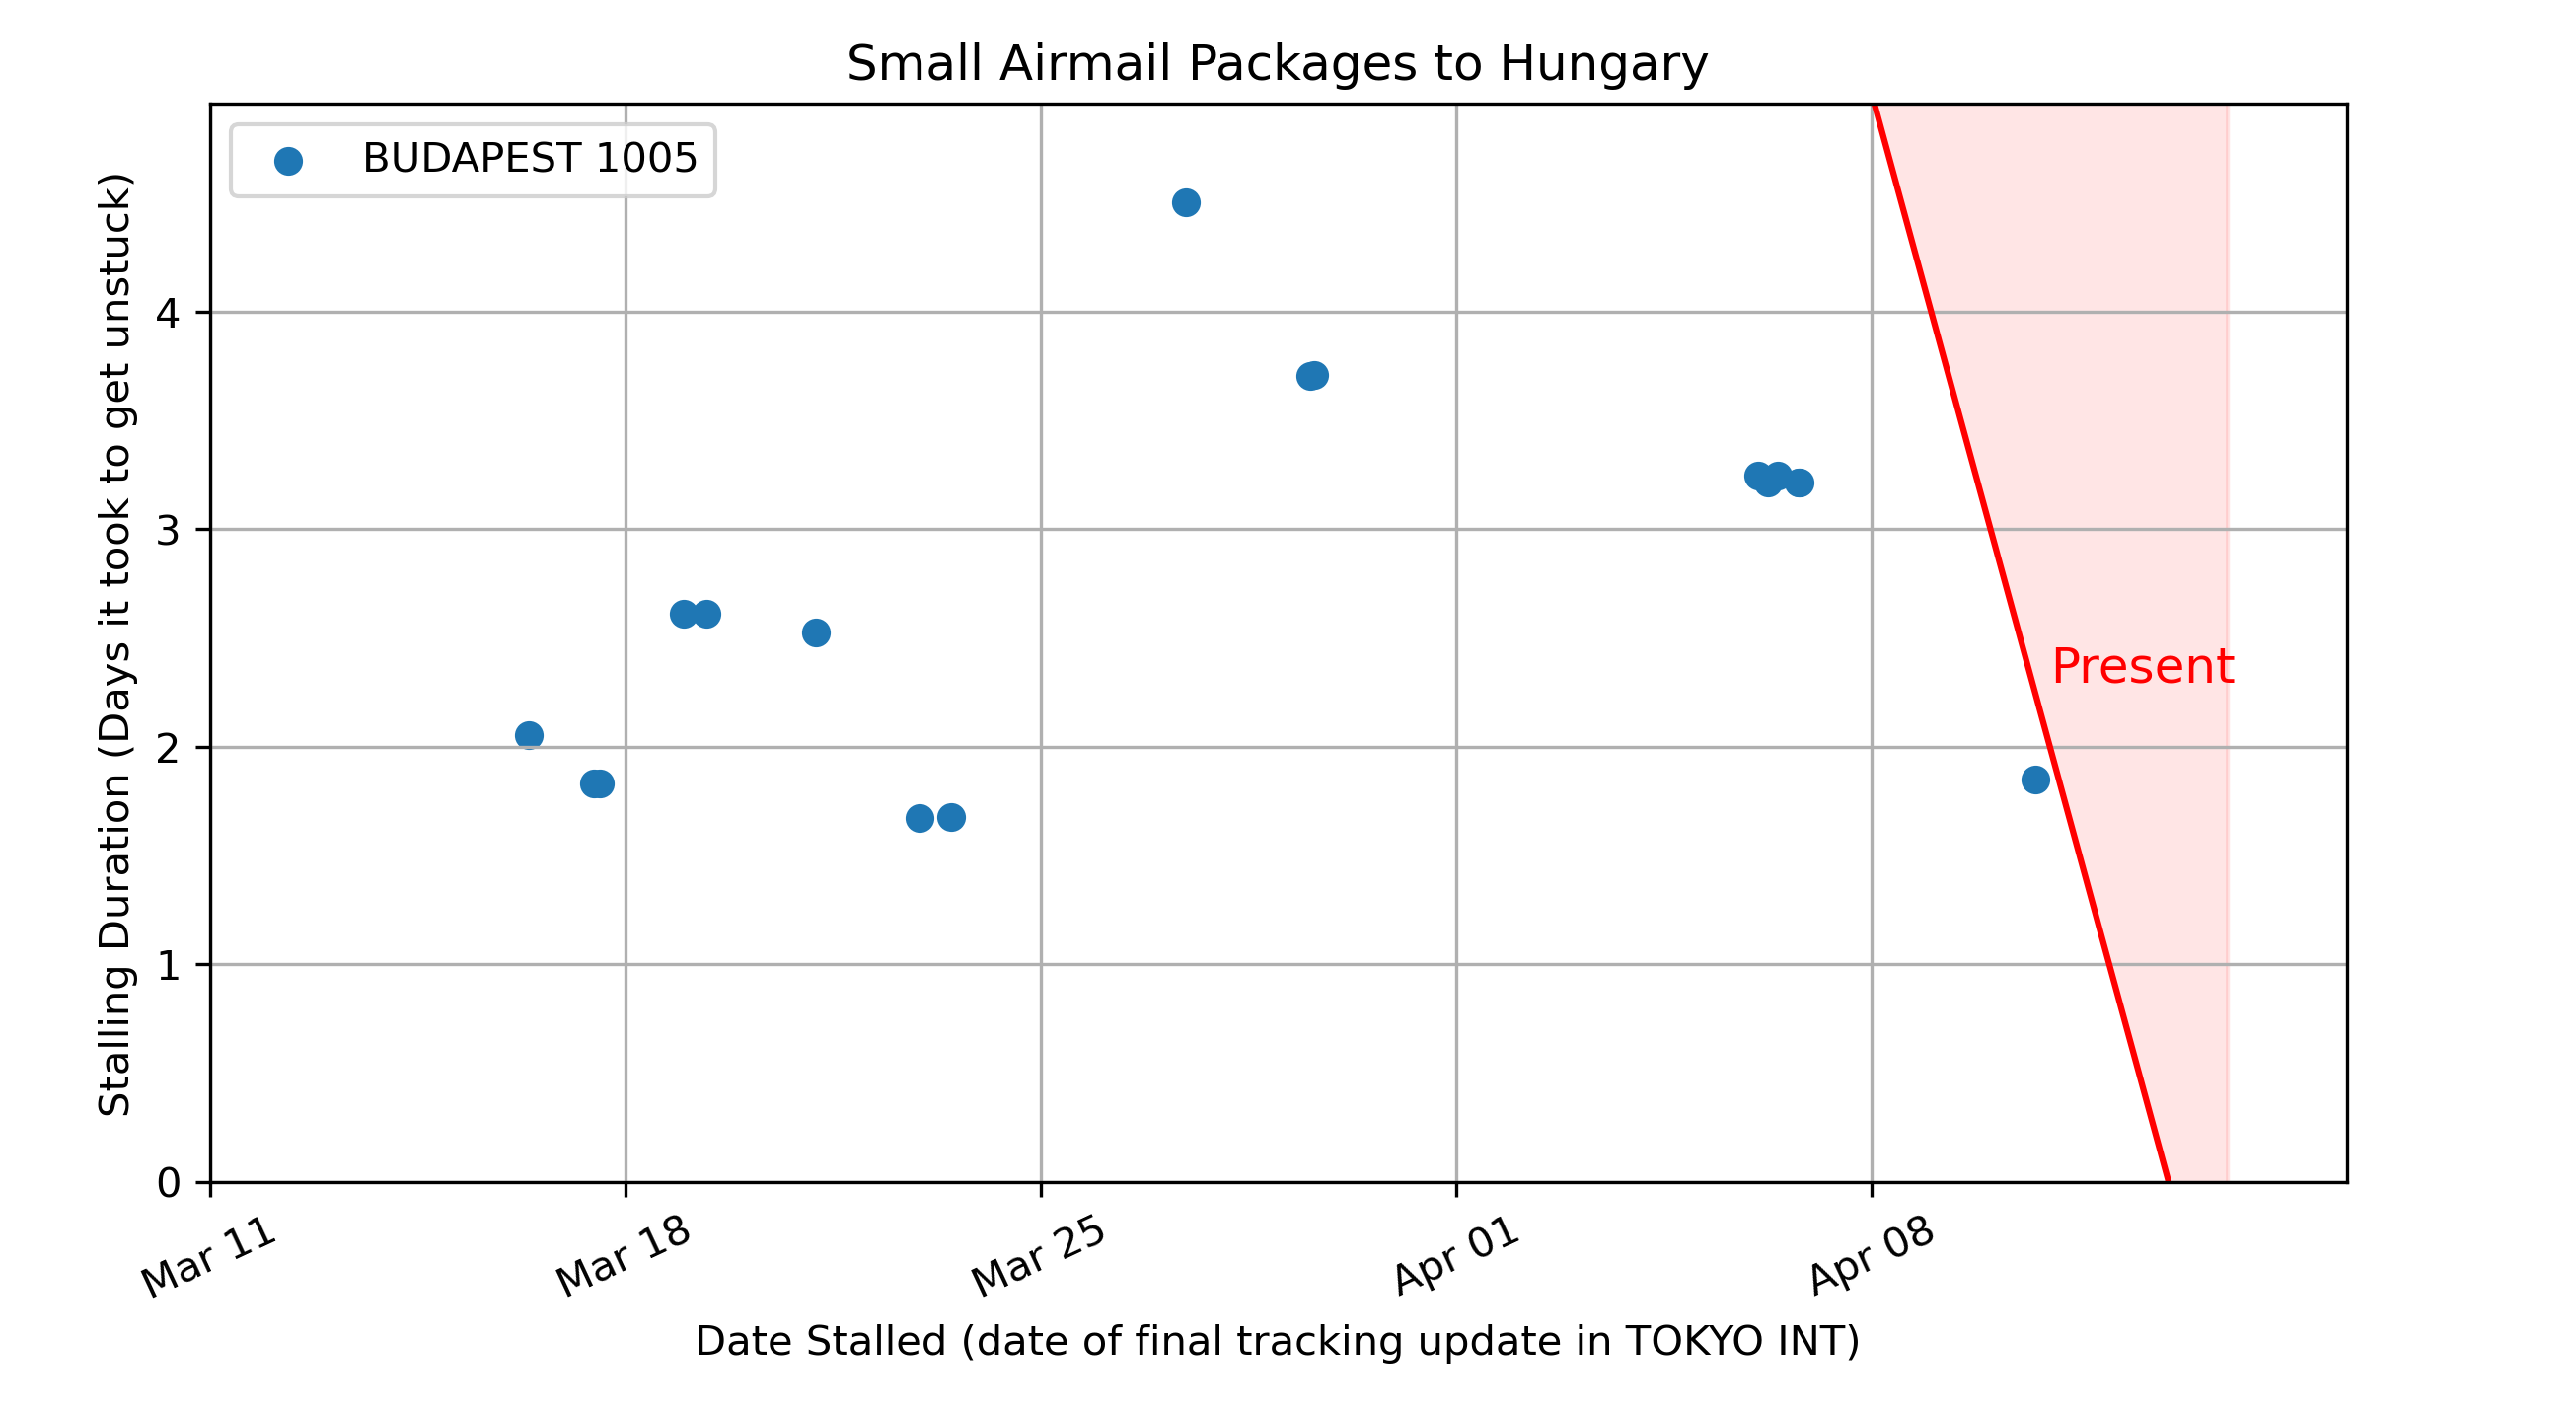 Small Airmail Packages to Hungary
BUDAPEST 1005
Stalling Duration (Days it took to get unstuck)
4
3
2
1
0
Present
Mar 11
Mar 18
Mar 25
Apr 01
Apr 08
Date Stalled (date of final tracking update in TOKYO INT)